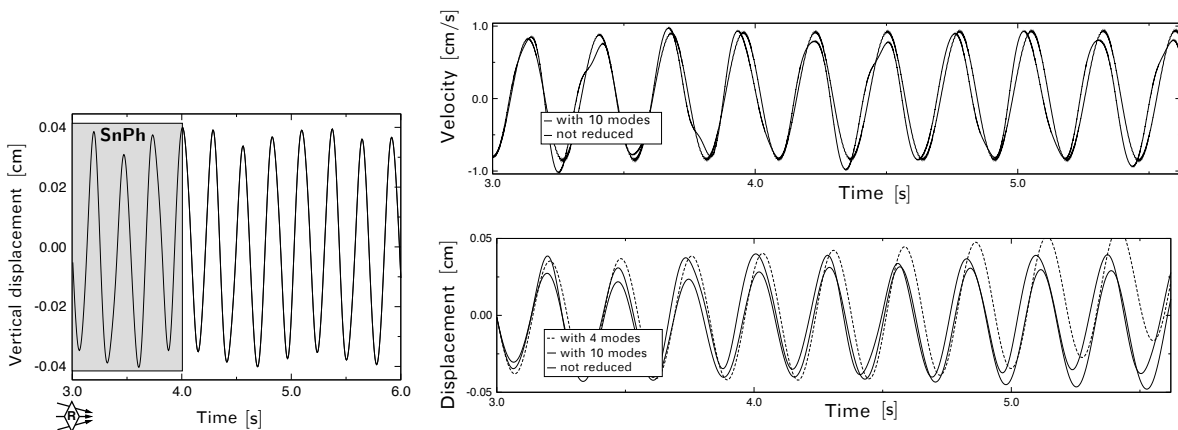 Vertical displacement [cm]
0.04
0.02
0.00
-0.02
-0.04
SnPh
3.0 4.0 5.0 6.0
Time [s]
R
Velocity [cm/s]
1.0
0.0
-1.0
with 10 modes
not reduced
3.0 4.0 5.0
Time [s]
Displacement [cm]
0.05
0.00
-0.05
with 4 modes
with 10 modes
not reduced
3.0 4.0 5.0
Time [s]